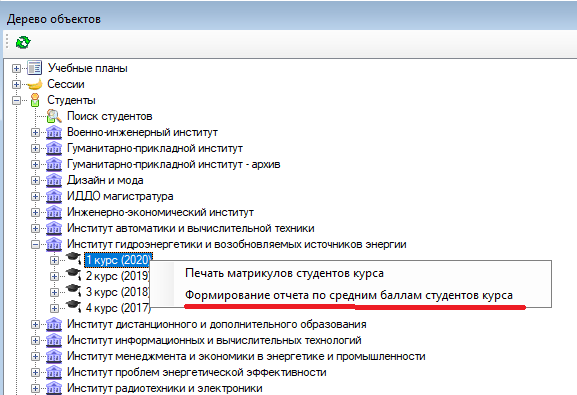 Дерево объектов
Учебные планы
Сессии
Студенты
Поиск студентов
Военно-инженерный институт
Гуманитарно-прикладной институт
Гуманитарно-прикладной институт - архив
Дизайн и мода
ИДДО магистратура
Инженерно-экономический институт
Институт автоматики и вычислительной техники
Институт гидроэнергетики и возобновляемых источников энергии
1 курс (2020)
Печать матрикулов студентов курса
2 курс (2019)
Формирование отчета по средним баллам студентов курса
3 курс (2018)
4 курс (2017)
Институт дистанционного и дополнительного образования
Институт информационных и вычислительных технологий
Институт менеджмента и экономики в энергетике и промышленности
Институт проблем энергетической эффективности
Институт радиотехники и электроники